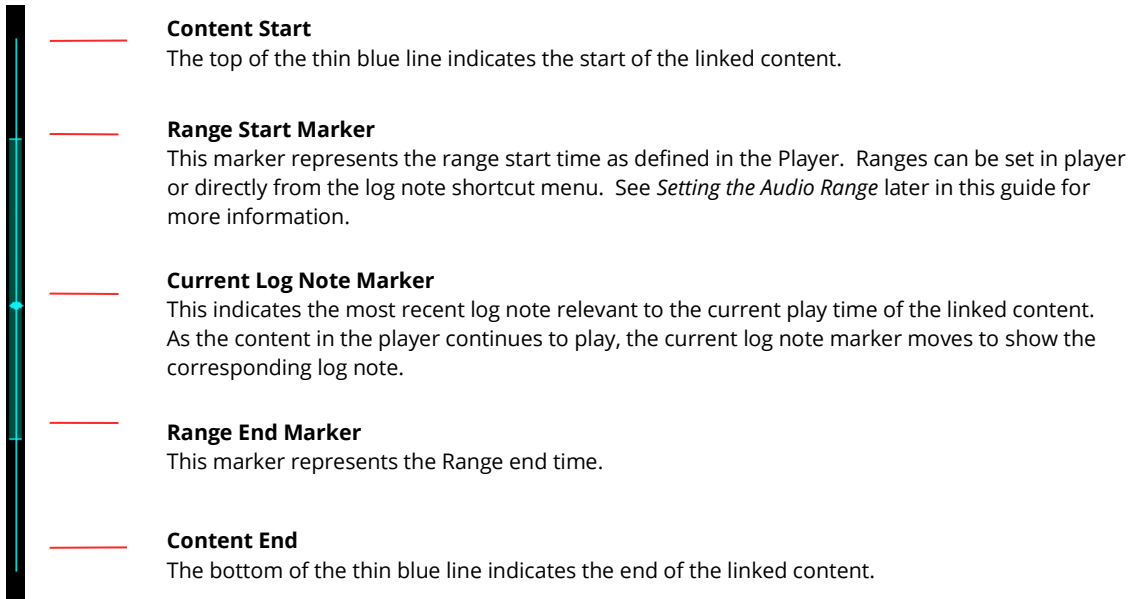 Content Start
The top of the thin blue line indicates the start of the linked content.
Range Start Marker
This marker represents the range start time as defined in the Player.  Ranges can be set in player
or directly from the log note shortcut menu.  See Setting the Audio Range later in this guide for
more information.
Current Log Note Marker
This indicates the most recent log note relevant to the current play time of the linked content.
As the content in the player continues to play, the current log note marker moves to show the
corresponding log note.
Range End Marker
This marker represents the Range end time.
Content End
The bottom of the thin blue line indicates the end of the linked content.